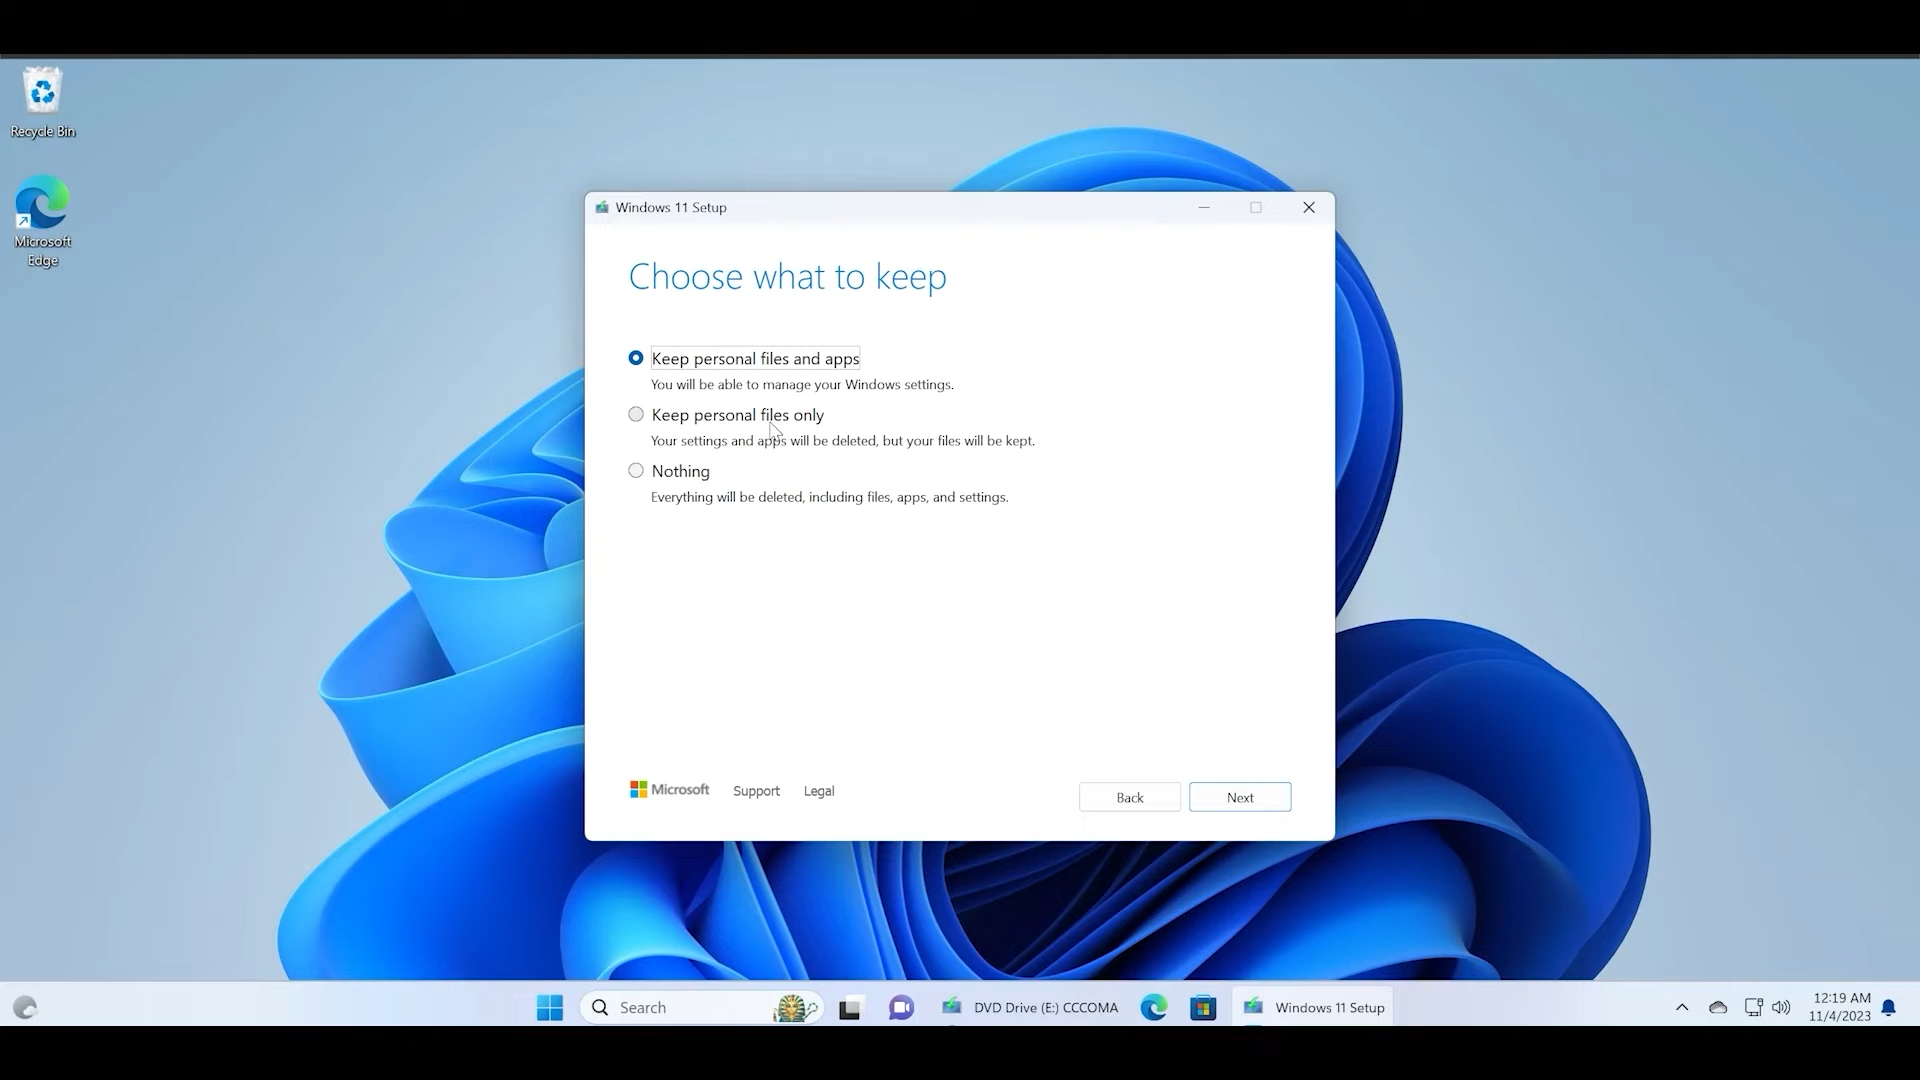 Recycle Bin
Microsoft
Edge
Windows 11 Setup
Choose what to keep
Keep personal files and apps
You will be able to manage your Windows settings.
Keep personal files only
Your settings and apps will be deleted, but your files will be kept.
Nothing
Everything will be deleted, including files, apps, and settings.
Microsoft
Support
Legal
Back
Next
Search
DVD Drive (E:) CCCOMA
Windows 11 Setup
12:19 AM
11/4/2023